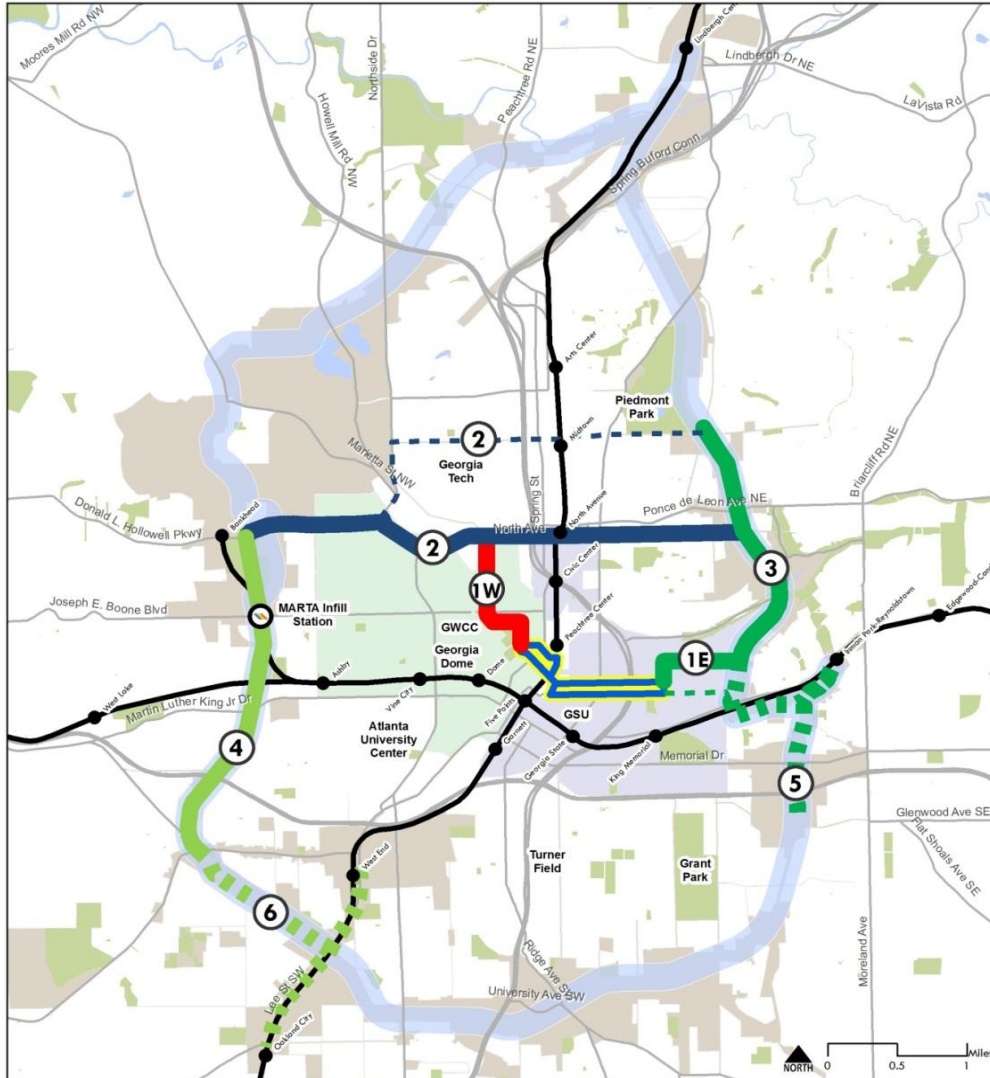 Moores Mill Rd NW
Northside Dr
Howell Mill Rd
NW
Peachtree Rd NE
Lindbergh Dr NE
LaVista Rd
Spring Buford Conn
Arts Center
Piedmont
Park
2
Midtown
Georgia
Tech
Marietta St NW
Spring St
Briarcliff Rd NE
Ponce de Leon Ave NE
Donald L. Hollowell Pkwy
Bankhead
North Ave
North Avenue
2
3
Civic Center
1W
Joseph E. Boone Blvd
MARTA Infill
Station
GWCC
Peachtree Center
Georgia
Dome
1E
Inman Park-Reynoldstown
West Lake
Ashby
Vine City
Dome
Martin Luther King Jr Dr
Five Points
GSU
Atlanta
University
Center
Garnett
Georgia State
King Memorial
Memorial Dr
4
5
Glenwood Ave SE
Flat Shoals Ave SE
Turner
Field
Grant
Park
West End
6
Moreland Ave
Lee St SW
Ridge Ave SW
University Ave SW
Oakland City
NORTH
0 0.5 1
Miles